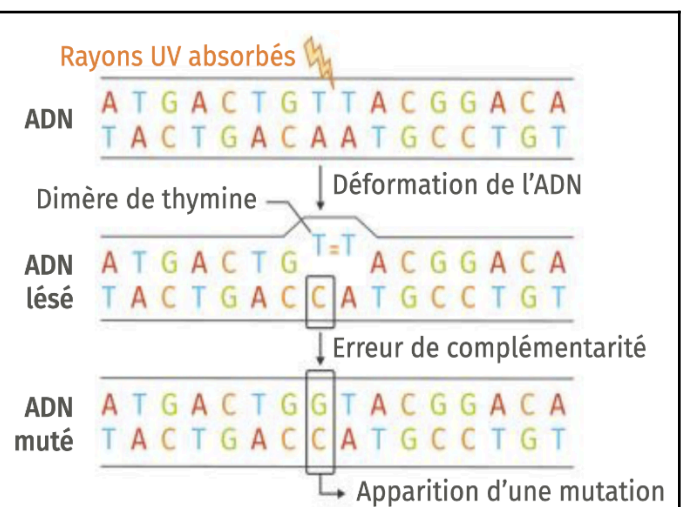 Rayons UV absorbés
ADN
A T G A C T G T T A C G G A C A
T A C T G A C A A T G C C T G T
Déformation de l'ADN
Dimère de thymine
T=T
ADN lésé
A T G A C T G A C G G A C A
T A C T G A C C A T G C C T G T
Erreur de complémentarité
ADN muté
A T G A C T G G T A C G G A C A
T A C T G A C C A T G C C T G T
Apparition d'une mutation